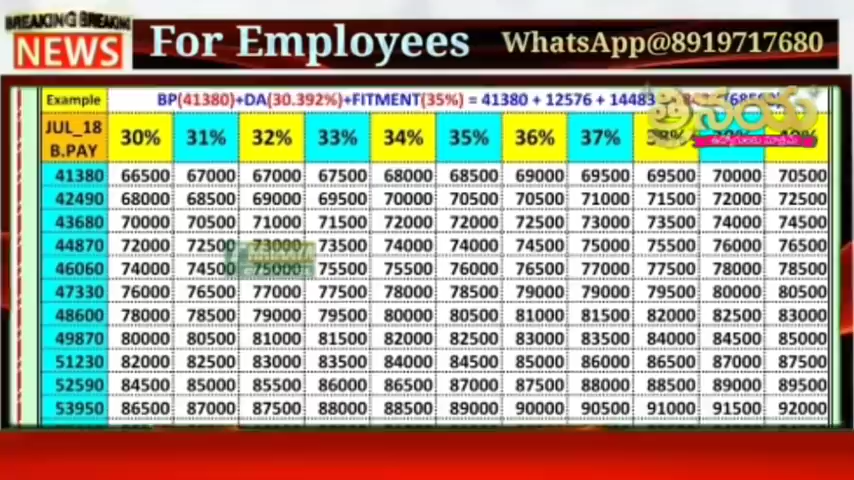 BREAKING BREAKING
NEWS
For Employees
WhatsApp@8919717680
Example BP(41380)+DA(30.392%)+FITMENT(35%) = 41380 + 12576 + 14483
JUL_18 B.PAY 30% 31% 32% 33% 34% 35% 36% 37% 38% 39% 40%
41380 66500 67000 67000 67500 68000 68500 69000 69500 69500 70000 70500
42490 68000 68500 69000 69500 70000 70500 70500 71000 71500 72000 72500
43680 70000 70500 71000 71500 72000 72000 72500 73000 73500 74000 74500
44870 72000 72500 73000 73500 74000 74000 74500 75000 75500 76000 76500
46060 74000 74500 75000 75500 75500 76000 76500 77000 77500 78000 78500
47330 76000 76500 77000 77500 78000 78500 79000 79000 79500 80000 80500
48600 78000 78500 79000 79500 80000 80500 81000 81500 82000 82500 83000
49870 80000 80500 81000 81500 82000 82500 83000 83500 84000 84500 85000
51230 82000 82500 83000 83500 84000 84500 85000 86000 86500 87000 87500
52590 84500 85000 85500 86000 86500 87000 87500 88000 88500 89000 89500
53950 86500 87000 87500 88000 88500 89000 90000 90500 91000 91500 92000